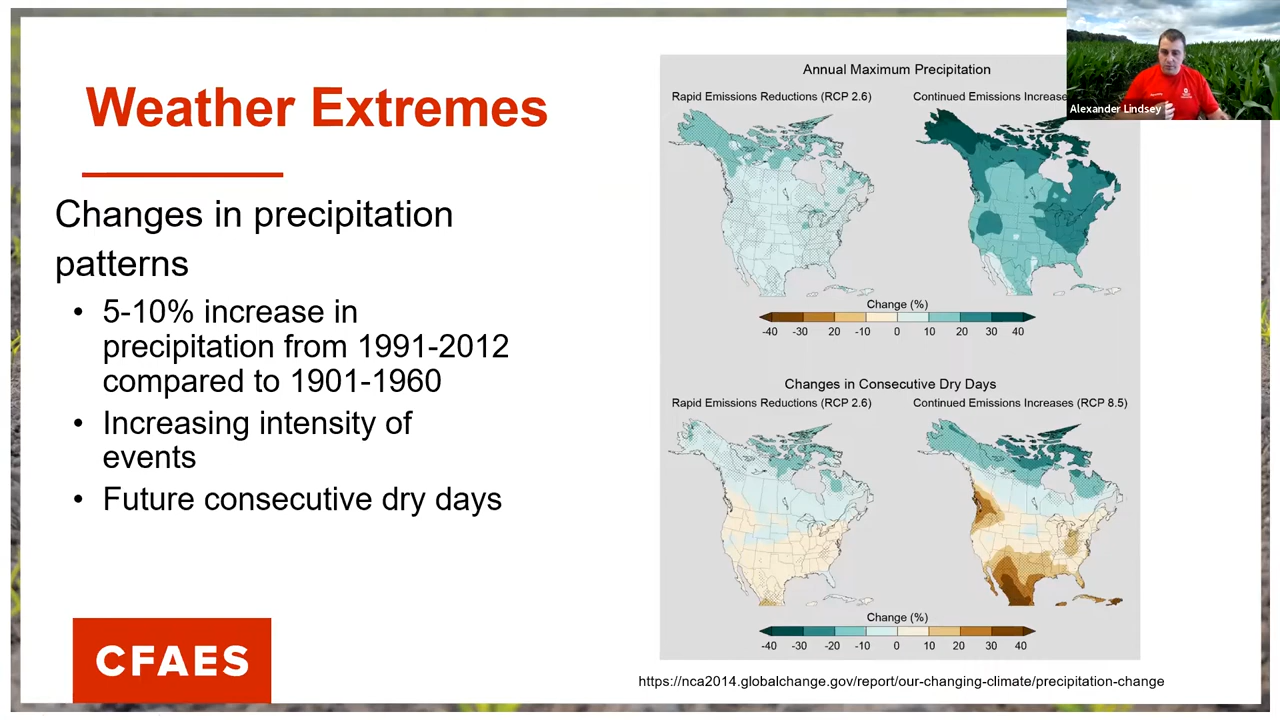 Weather Extremes
Changes in precipitation
patterns
• 5-10% increase in
precipitation from 1991-2012
compared to 1901-1960
• Increasing intensity of
events
• Future consecutive dry days
CFAES
Annual Maximum Precipitation
Rapid Emissions Reductions (RCP 2.6)
Continued Emissions Increase
Change (%)
-40 -30 20 -10 0 10 20 30 40
Changes in Consecutive Dry Days
Rapid Emissions Reductions (RCP 2.6)
Continued Emissions Increases (RCP 8.5)
Change (%)
-40 -30 -20 -10 0 10 20 30 40
https://nca2014.globalchange.gov/report/our-changing-climate/precipitation-change
Alexander Lindsey